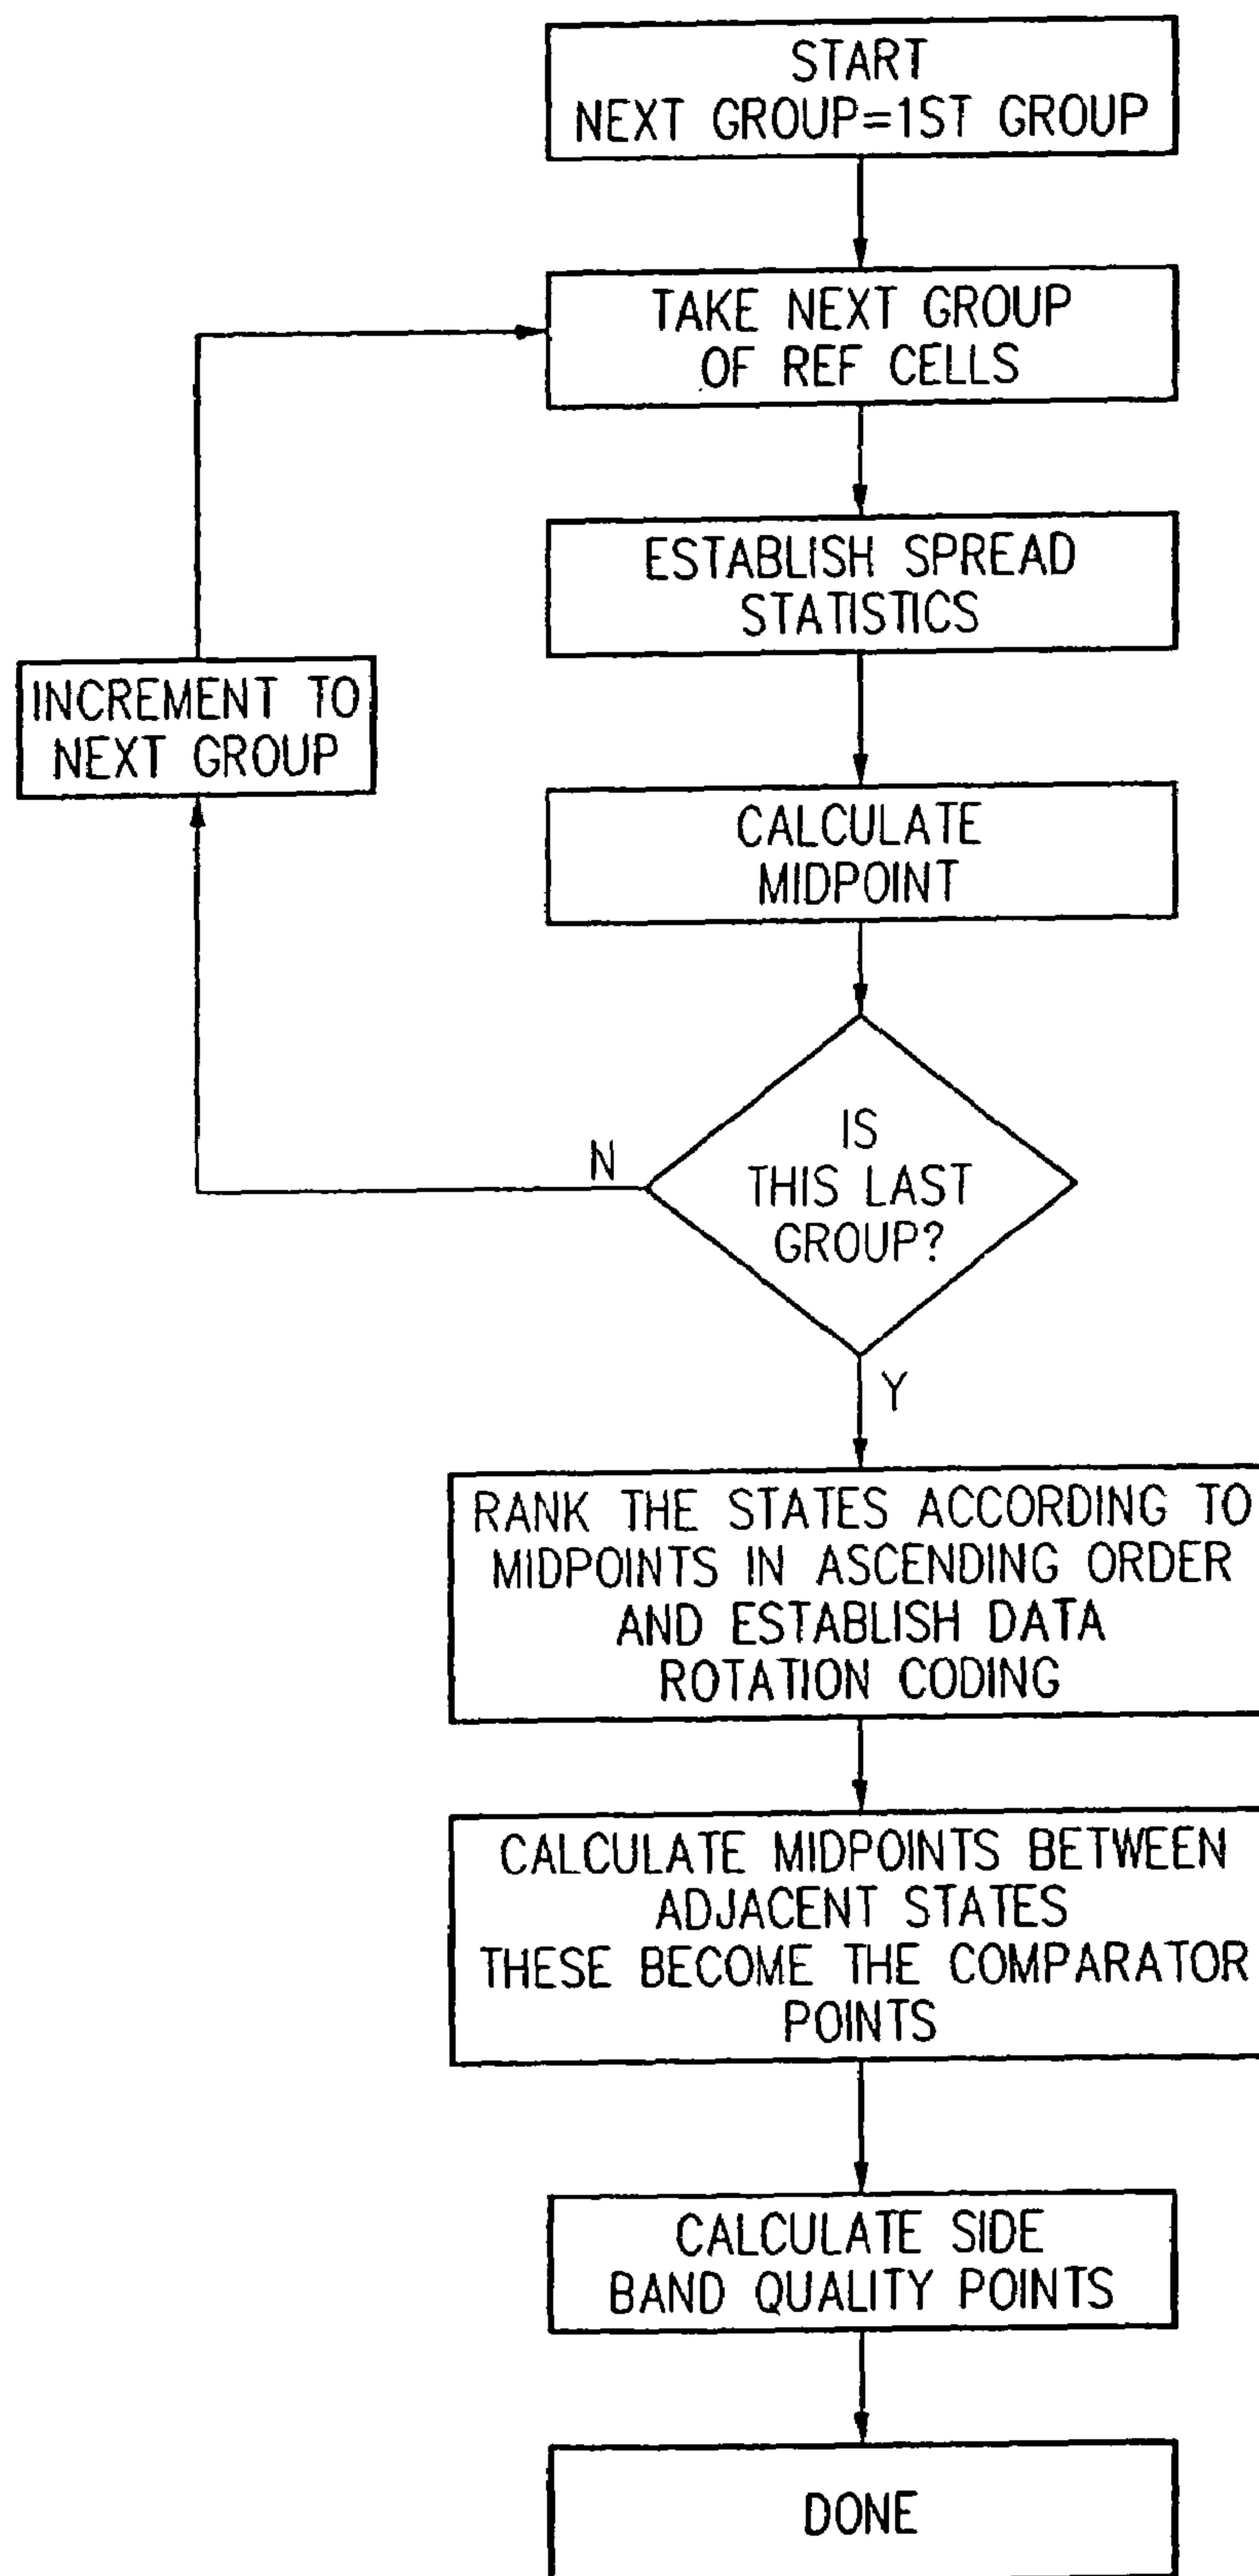 START
NEXT GROUP=1ST GROUP
TAKE NEXT GROUP
OF REF CELLS
ESTABLISH SPREAD
STATISTICS
INCREMENT TO
NEXT GROUP
CALCULATE
MIDPOINT
IS
THIS LAST
GROUP?
N
Y
RANK THE STATES ACCORDING TO
MIDPOINTS IN ASCENDING ORDER
AND ESTABLISH DATA
ROTATION CODING
CALCULATE MIDPOINTS BETWEEN
ADJACENT STATES
THESE BECOME THE COMPARATOR
POINTS
CALCULATE SIDE
BAND QUALITY POINTS
DONE